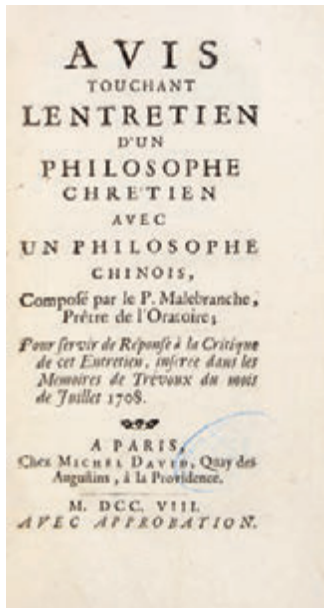 AVIS
TOUCHANT
LENTRETIEN
D'UN
PHILOSOPHE
CHRETIEN
AVEC
UN PHILOSOPHE
CHINOIS,
Composé par le P. Malebranche,
Prêtre de l'Oratoire;
Pour servir de Réponse à la Critique
de cet Entretien, inseree dans les
Memoires de Trevoux du mois
de Juillet 1708.
A PARIS,
Chez MICHEL DAVID, Quay des
Augustins, à la Providence.
M. DCC. VIII.
AVEC APPROBATION.